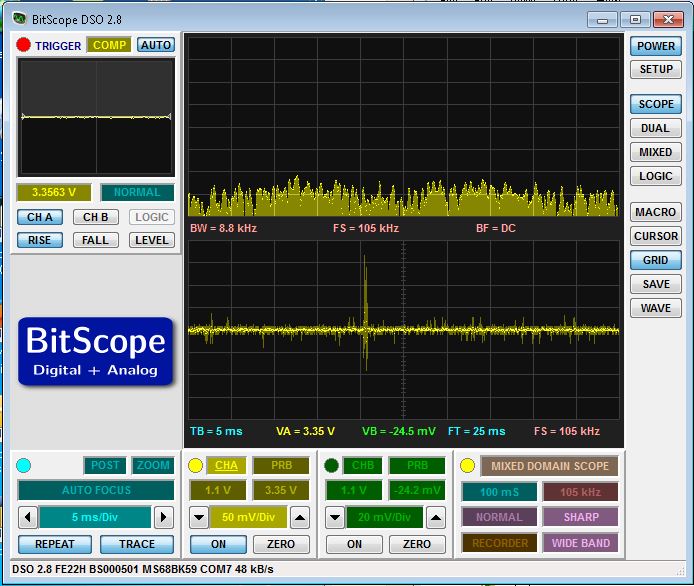 BitScope DSO 2.8
TRIGGER COMP AUTO
3.3563 V NORMAL
CH A CH B LOGIC
RISE FALL LEVEL
BitScope
Digital + Analog
BW = 8.8 kHz FS = 105 kHz BF = DC
TB = 5 ms VA = 3.35 V VB = -24.5 mV FT = 25 ms FS = 105 kHz
POWER
SETUP
SCOPE
DUAL
MIXED
LOGIC
MACRO
CURSOR
GRID
SAVE
WAVE
POST ZOOM
AUTO FOCUS
5 ms/Div
REPEAT TRACE
CHA PRB
1.1 V 3.35 V
50 mV/Div
ON ZERO
CHB PRB
1.1 V -24.2 mV
20 mV/Div
ON ZERO
MIXED DOMAIN SCOPE
100 mS 105 kHz
NORMAL SHARP
RECORDER WIDE BAND
DSO 2.8 FE22H BS000501 MS68BK59 COM7 48 kB/s